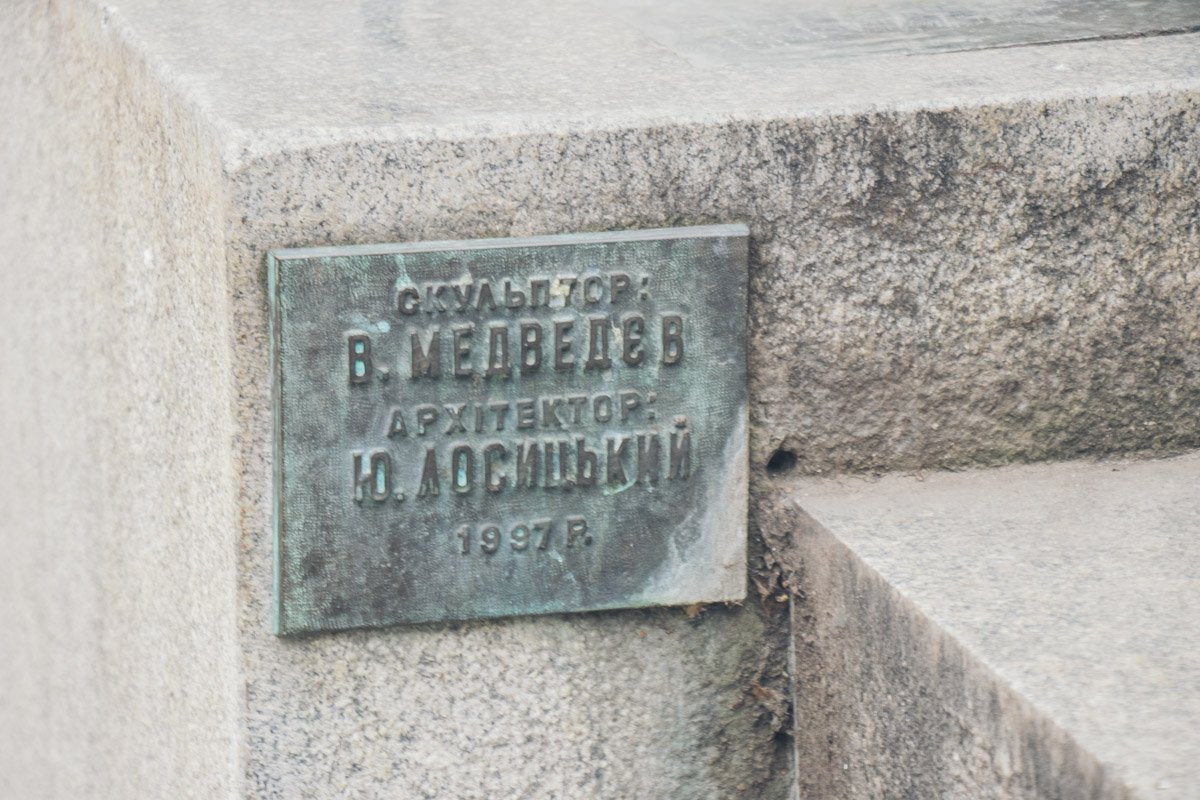 СКУЛЬПТОР:
В. МЕДВЕДЄВ
АРХІТЕКТОР:
Ю. ЛОСИЦЬКИЙ
1997 Р.